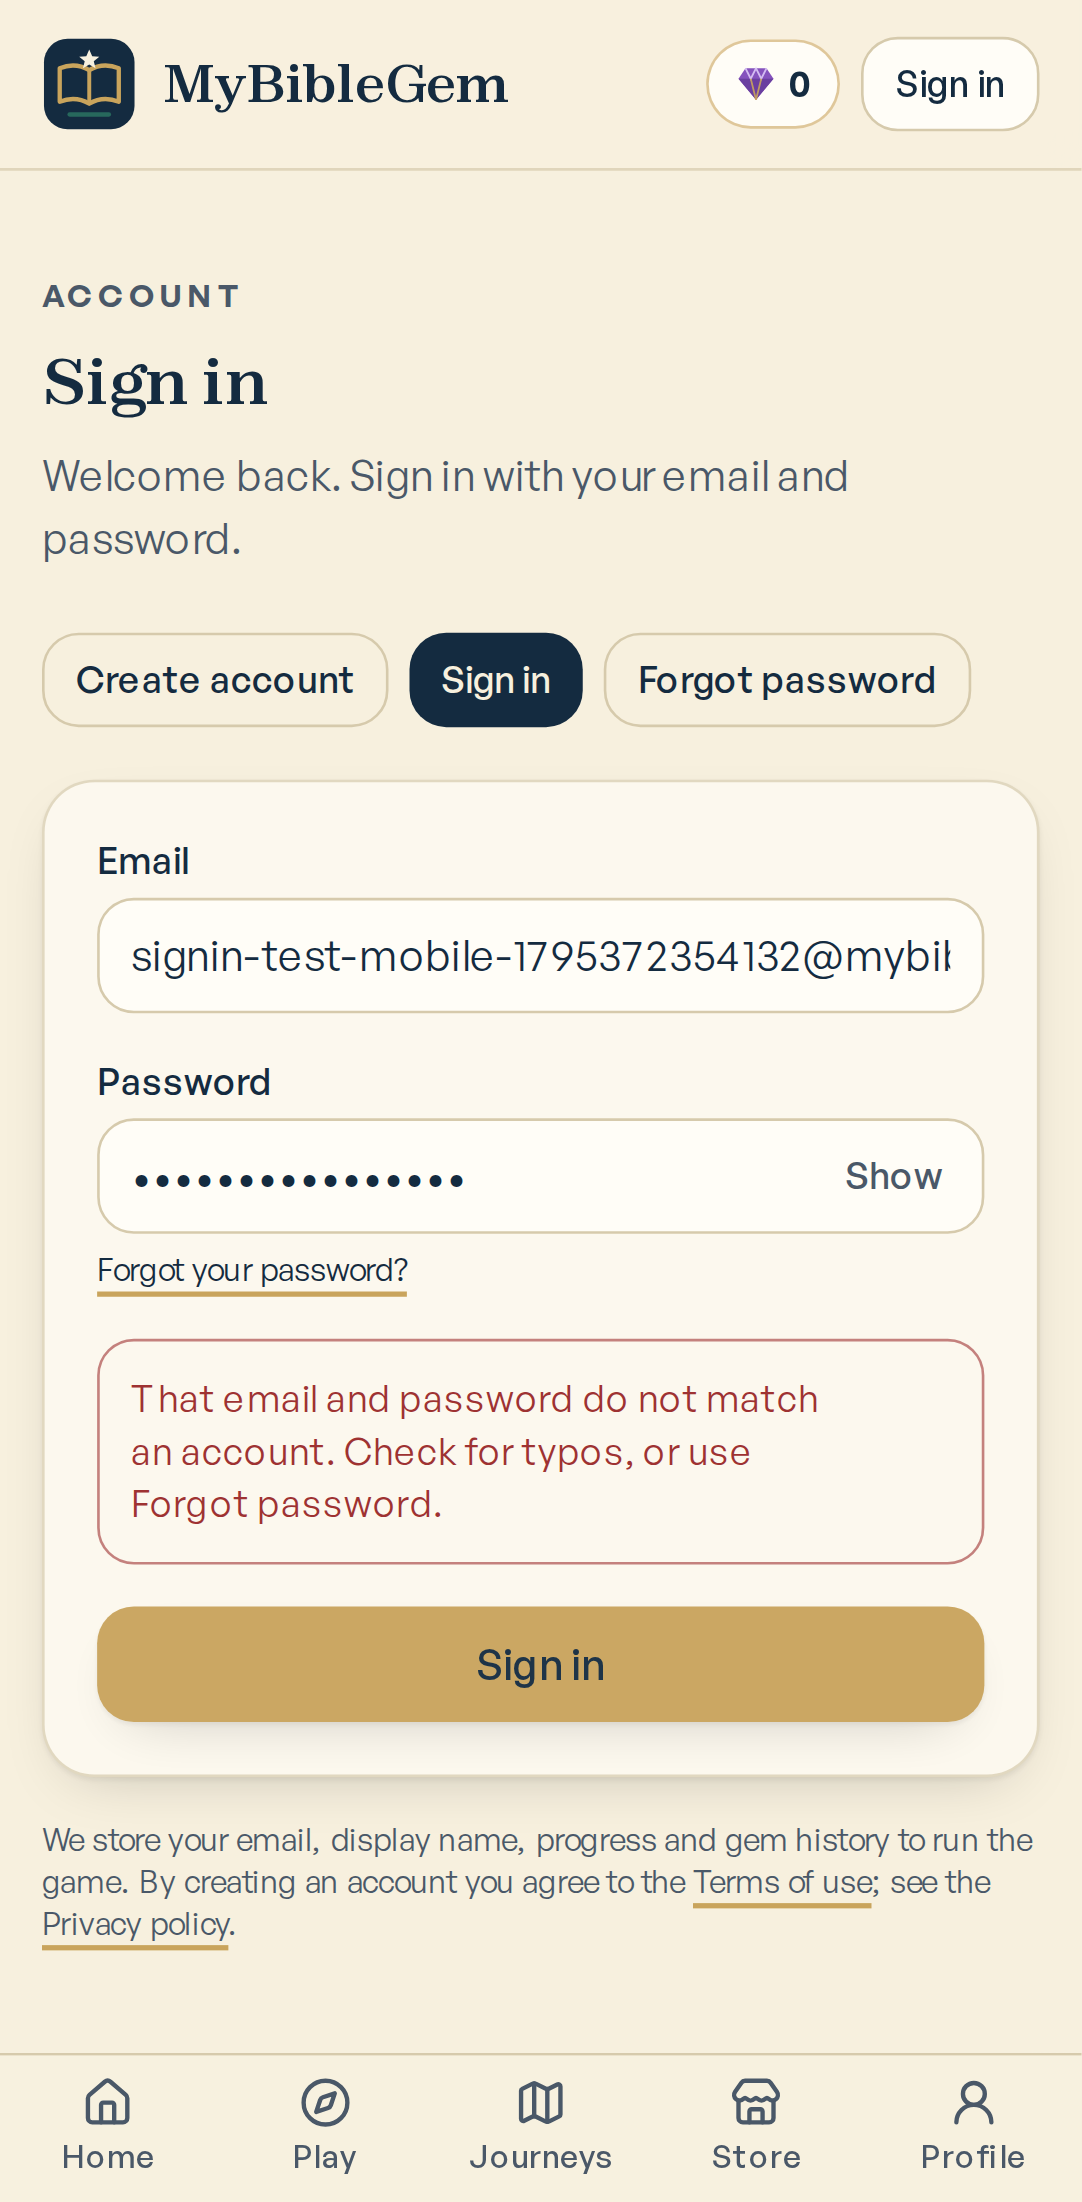 MyBibleGem
0
Sign in
ACCOUNT
Sign in
Welcome back. Sign in with your email and
password.
Create account
Sign in
Forgot password
Email
signin-test-mobile-1795372354132@mybib
Password
••••••••••••••••
Show
Forgot your password?
That email and password do not match
an account. Check for typos, or use
Forgot password.
Sign in
We store your email, display name, progress and gem history to run the
game. By creating an account you agree to the Terms of use; see the
Privacy policy.
Home
Play
Journeys
Store
Profile